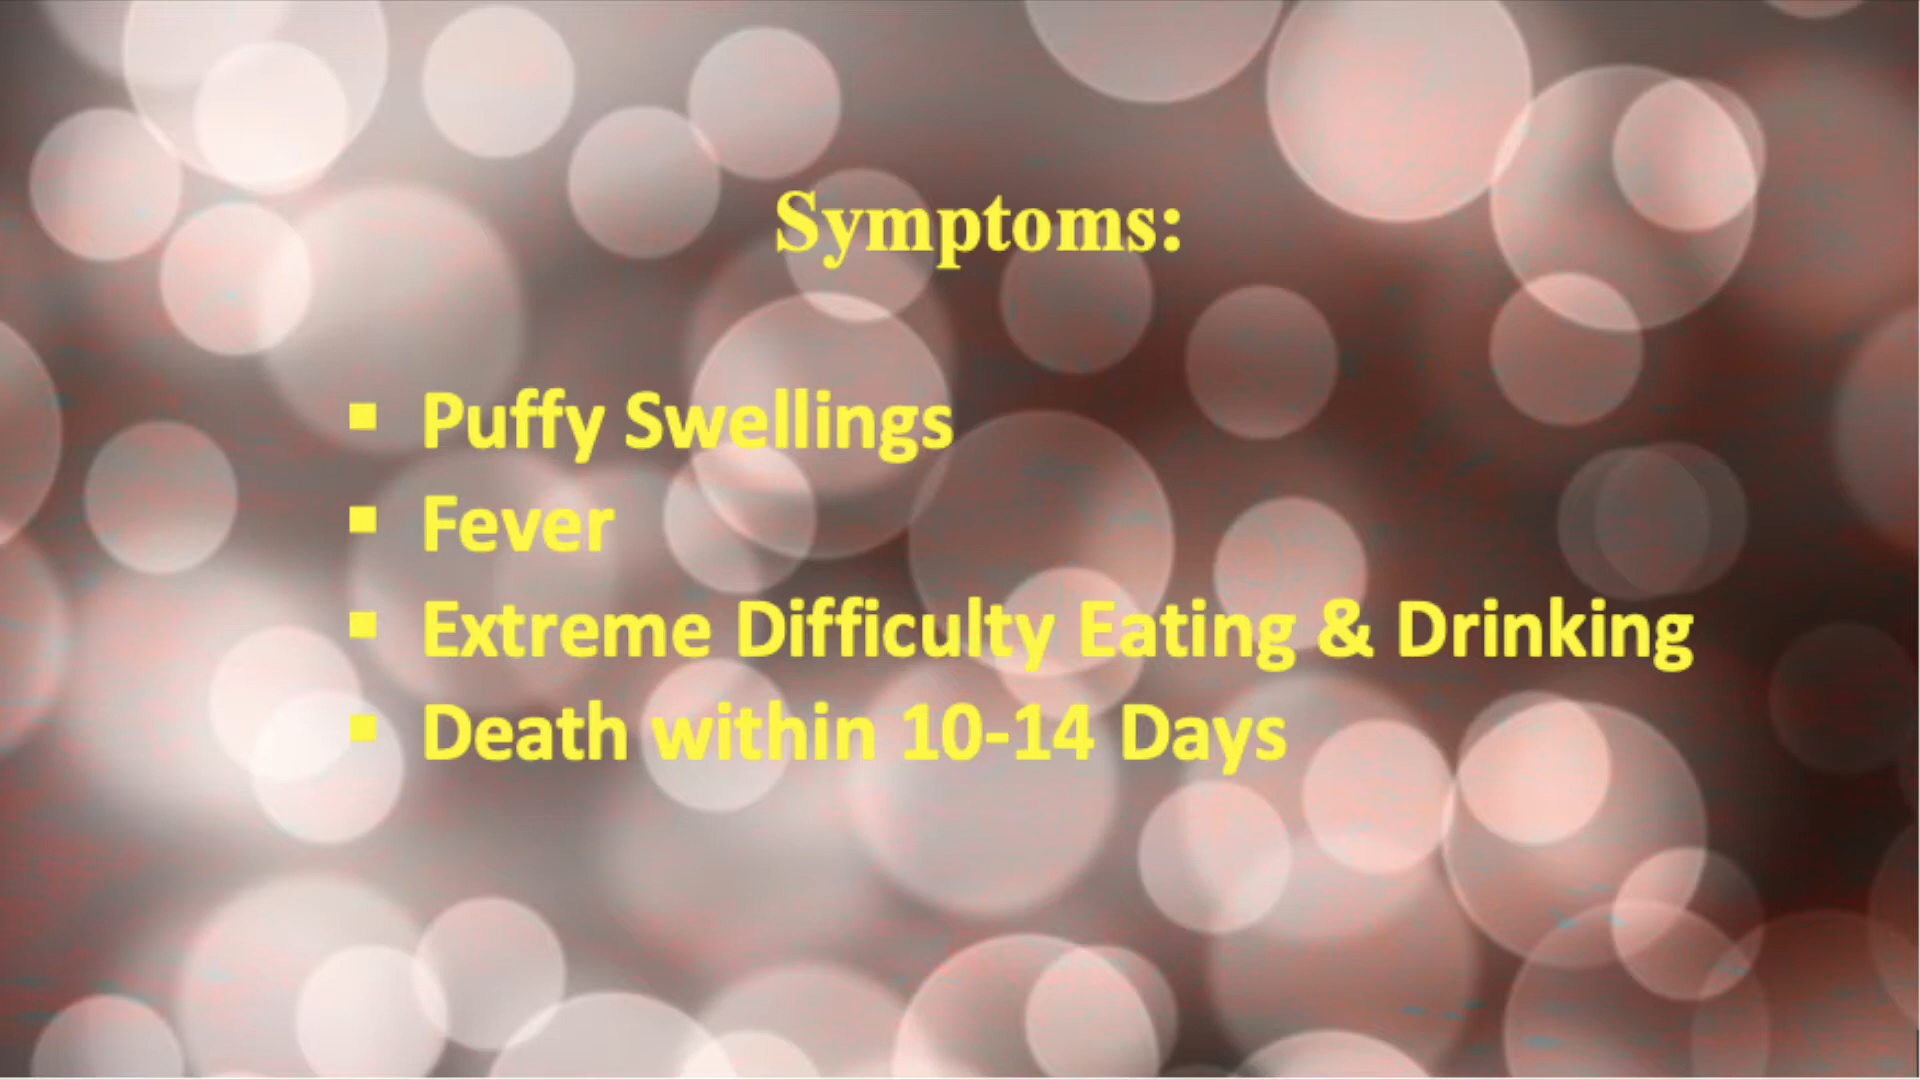 Symptoms:
▪ Puffy Swellings
▪ Fever
▪ Extreme Difficulty Eating & Drinking
▪ Death within 10-14 Days